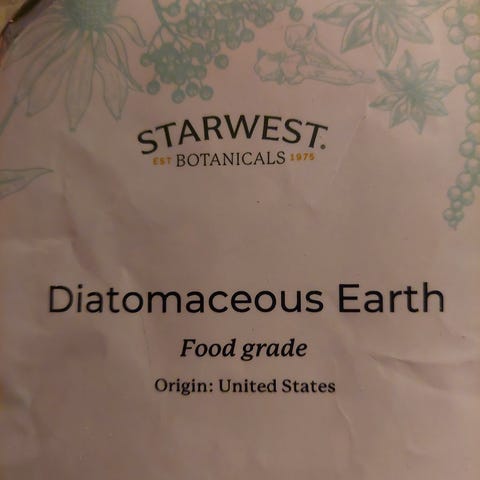 STARWEST.
EST BOTANICALS 1975
Diatomaceous Earth
Food grade
Origin: United States